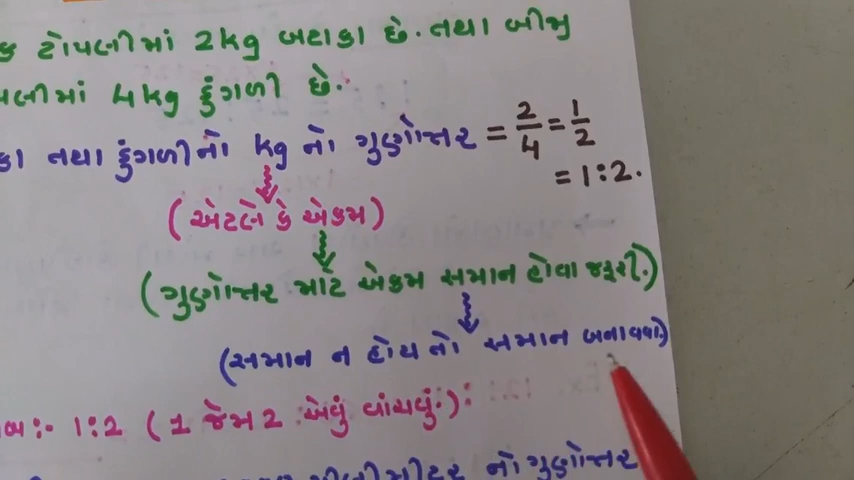 ક ટોપલીમાં 2kg બટાકા છે. તથા બીજી
પલીમાં 4kg ડુંગળી છે.
કા તથા ડુંગળીનો kg નો ગુણોત્તર = 2/4 = 1/2
= 1:2.
(એટલે કે એકમ)
(ગુણોત્તર માટે એકમ સમાન હોવા જરૂરી.)
(સમાન ન હોય તો સમાન બનાવવા.)
બ:- 1:2 (1 જેમ 2 એવું વાંચવું.):
મીલીમીટર નો ગુણોત્તર